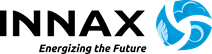 INNAX
Energizing the Future